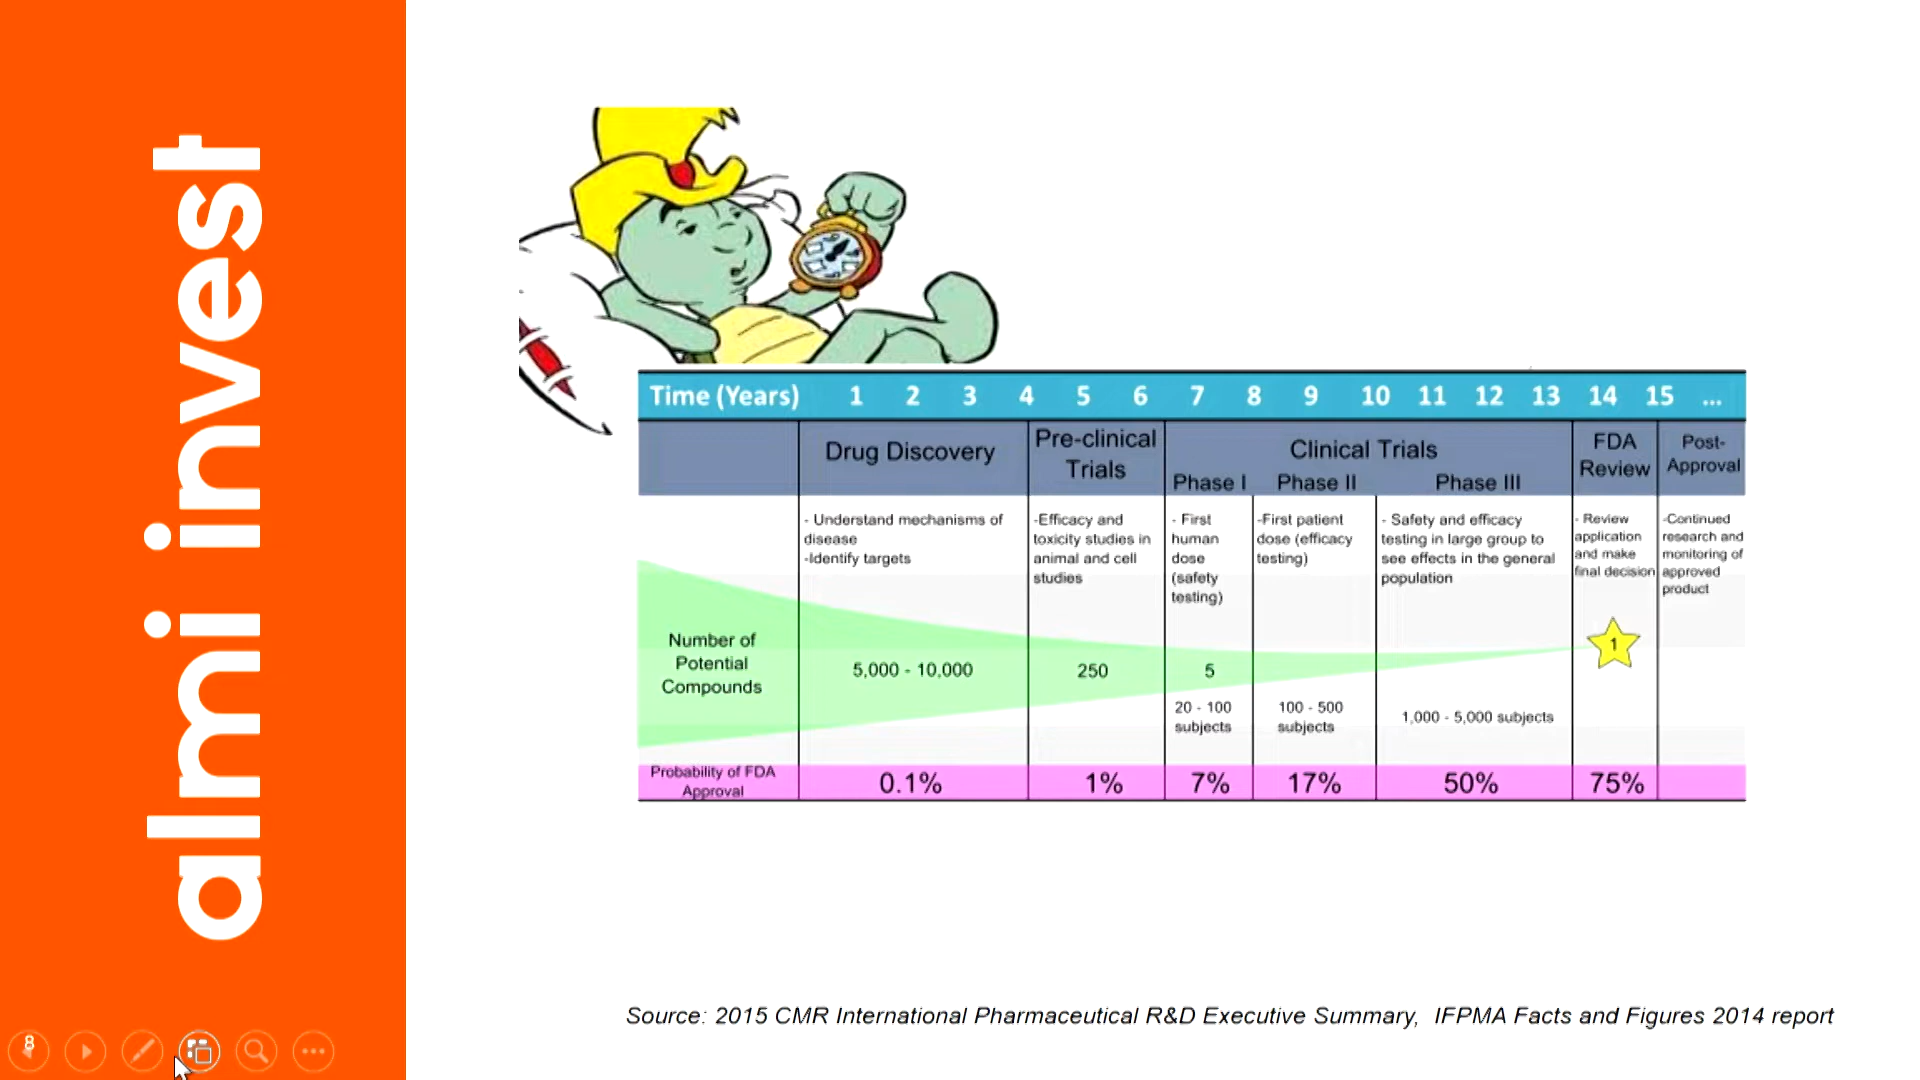 almi invest
Time (Years) 1 2 3 4 5 6 7 8 9 10 11 12 13 14 15 ...
Drug Discovery
Pre-clinical
Trials
Clinical Trials
Phase I Phase II Phase III
FDA
Review
Post-
Approval
- Understand mechanisms of
disease
-Identify targets
-Efficacy and
toxicity studies in
animal and cell
studies
- First
human
dose
(safety
testing)
-First patient
dose (efficacy
testing)
- Safety and efficacy
testing in large group to
see effects in the general
population
- Review
application
and make
final decision
-Continued
research and
monitoring of
approved
product
Number of
Potential
Compounds
5,000 - 10,000
250
5
1
20 - 100
subjects
100 - 500
subjects
1,000 - 5,000 subjects
Probability of FDA
Approval
0.1% 1% 7% 17% 50% 75%
Source: 2015 CMR International Pharmaceutical R&D Executive Summary, IFPMA Facts and Figures 2014 report
8